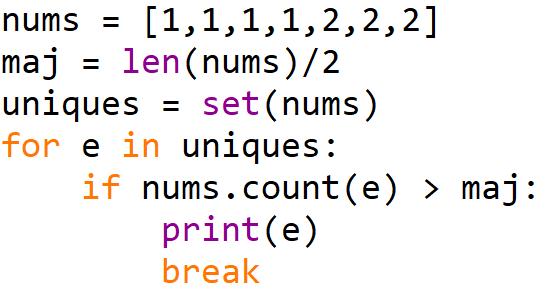 nums = [1,1,1,1,2,2,2]
maj = len(nums)/2
uniques = set(nums)
for e in uniques:
    if nums.count(e) > maj:
        print(e)
        break